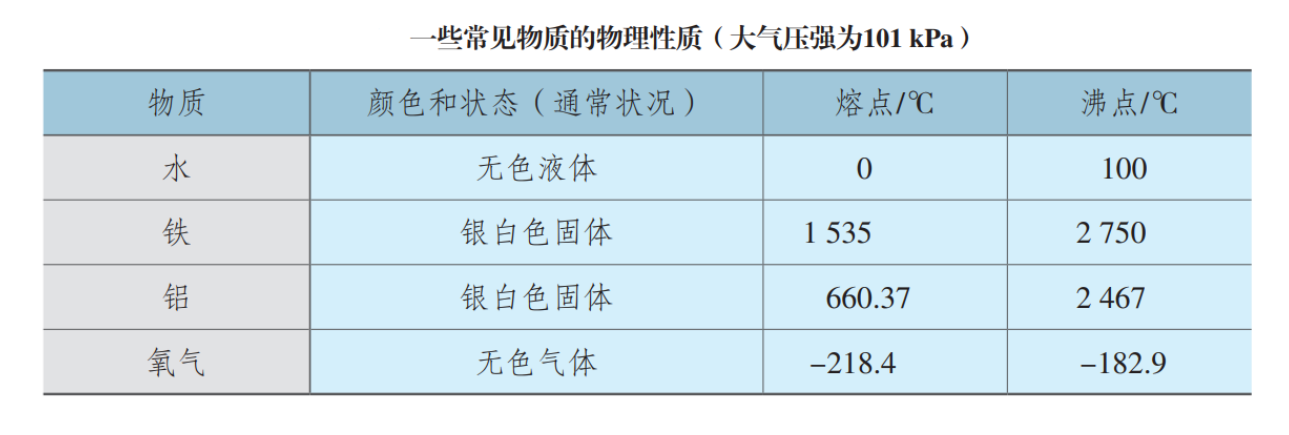 一些常见物质的物理性质（大气压强为101 kPa）
物质 颜色和状态（通常状况） 熔点/℃ 沸点/℃
水 无色液体 0 100
铁 银白色固体 1 535 2 750
铝 银白色固体 660.37 2 467
氧气 无色气体 –218.4 –182.9